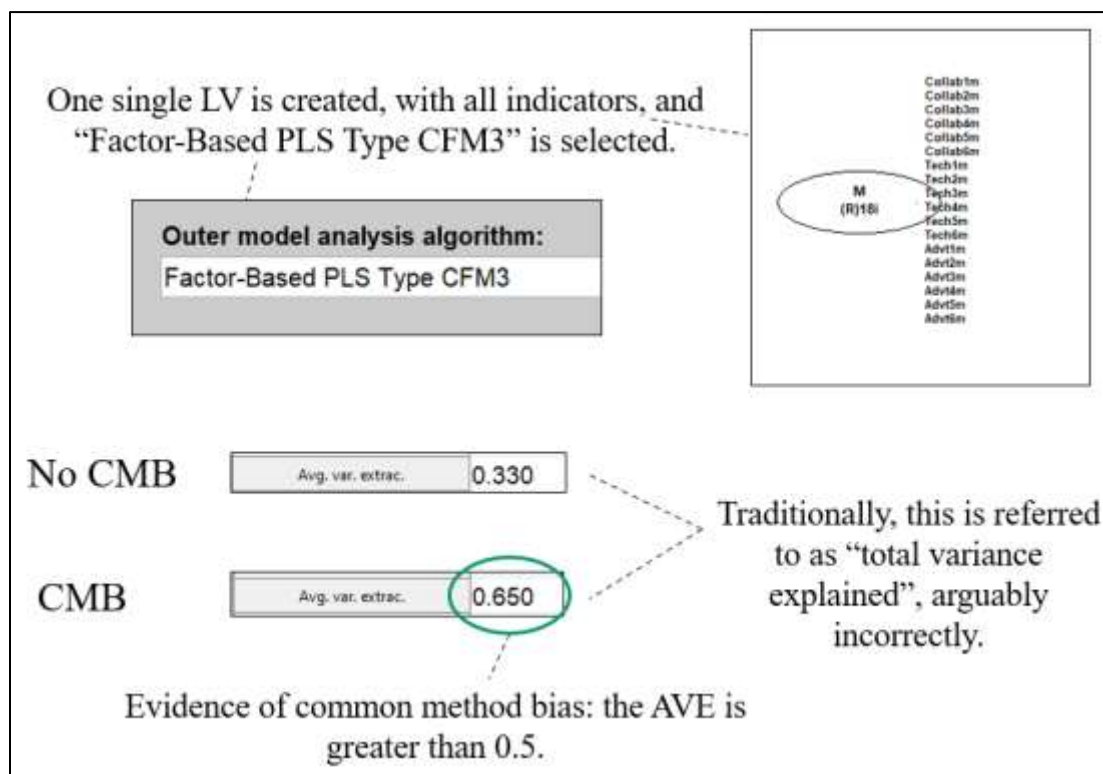 One single LV is created, with all indicators, and
“Factor-Based PLS Type CFM3” is selected.
Outer model analysis algorithm:
Factor-Based PLS Type CFM3
Collab1m
Collab2m
Collab3m
Collab4m
Collab5m
Collab6m
Tech1m
Tech2m
Tech3m
Tech4m
Tech5m
Tech6m
Advt1m
Advt2m
Advt3m
Advt4m
Advt5m
Advt6m
M
(R)18i
No CMB
Avg. var. extrac.
0.330
CMB
Avg. var. extrac.
0.650
Traditionally, this is referred
to as “total variance
explained”, arguably
incorrectly.
Evidence of common method bias: the AVE is
greater than 0.5.